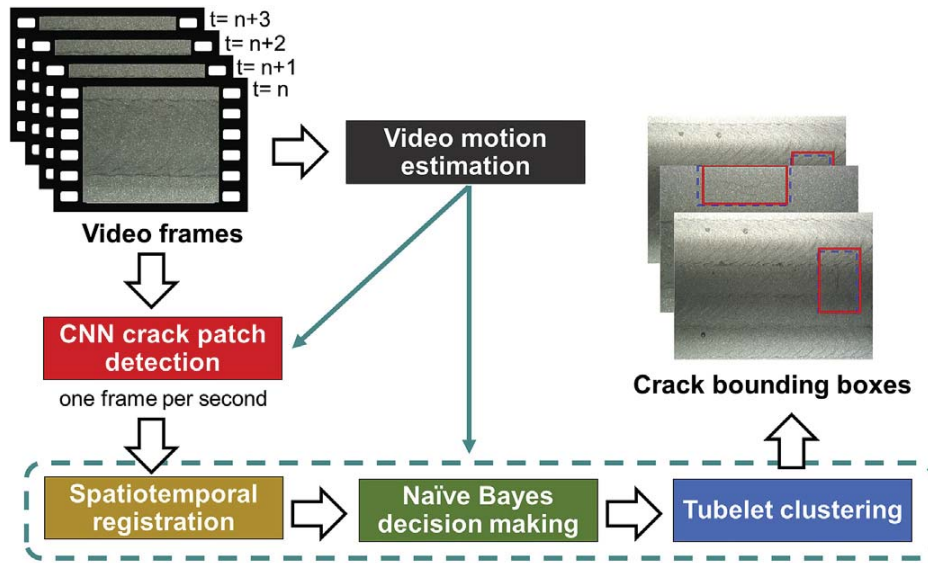 t= n+3
t= n+2
t= n+1
t= n
Video frames
Video motion
estimation
CNN crack patch
detection
one frame per second
Crack bounding boxes
Spatiotemporal
registration
Naïve Bayes
decision making
Tubelet clustering